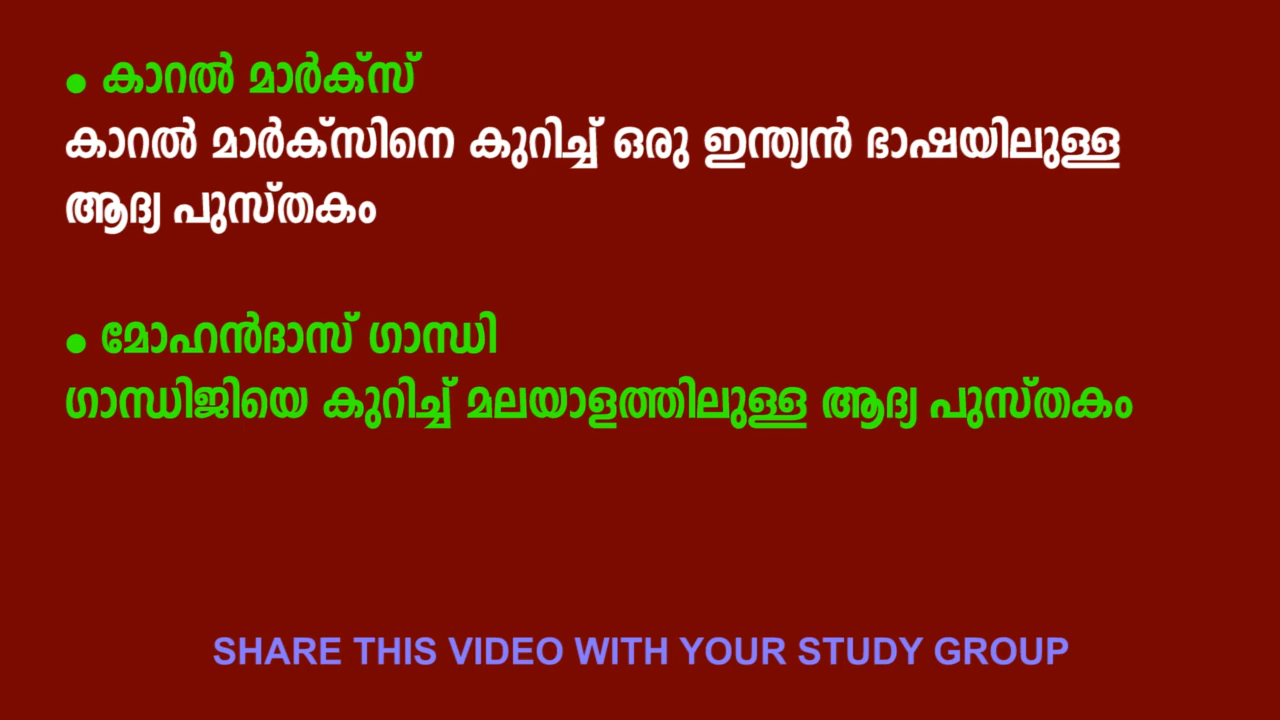 • കാറൽ മാർക്സ്
കാറൽ മാർക്സിനെ കുറിച്ച് ഒരു ഇന്ത്യൻ ഭാഷയിലുള്ള
ആദ്യ പുസ്തകം
• മോഹൻദാസ് ഗാന്ധി
ഗാന്ധിജിയെ കുറിച്ച് മലയാളത്തിലുള്ള ആദ്യ പുസ്തകം
SHARE THIS VIDEO WITH YOUR STUDY GROUP